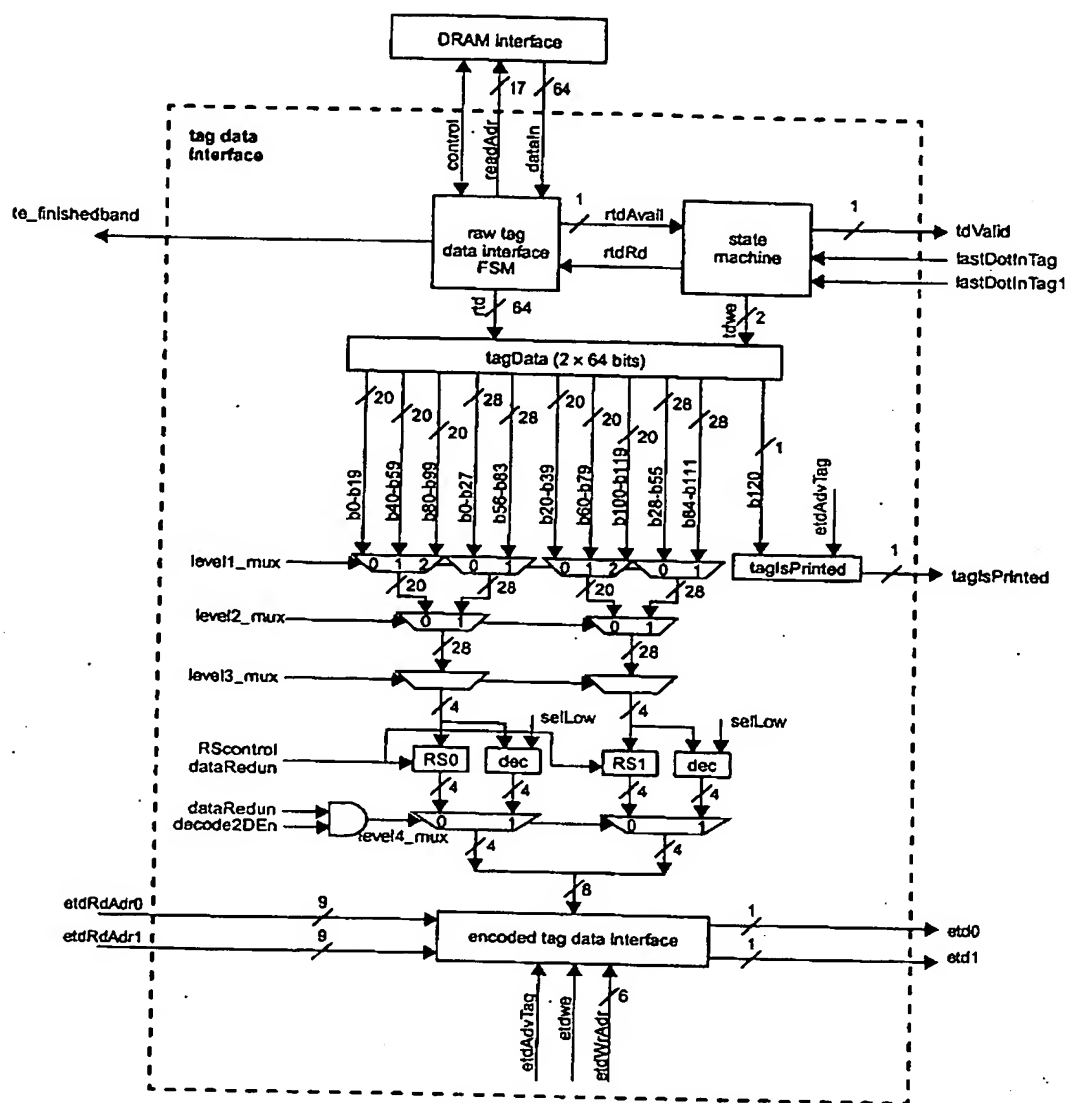 DRAM interface
17
64
tag data
interface
control
readAdr
dataIn
te_finishedband
raw tag
data interface
FSM
1
rtdAvail
rtdRd
state
machine
1
tdValid
lastDotInTag
lastDotInTag1
rtd
64
tdwe
2
tagData (2 × 64 bits)
20
20
20
28
28
20
20
20
28
28
1
b0-b19
b40-b59
b80-b99
b0-b27
b56-b83
b20-b39
b60-b79
b100-b119
b28-b55
b84-b111
b120
etdAdvTag
level1_mux
0 1 2
0 1
0 1 2
0 1
tagIsPrinted
1
tagIsPrinted
20
28
20
28
level2_mux
0 1
0 1
28
28
level3_mux
4
4
selLow
selLow
RScontrol
dataRedun
RS0
dec
RS1
dec
4
4
4
4
dataRedun
decode2DEn
level4_mux
0 1
0 1
4
4
8
etdRdAdr0
9
etdRdAdr1
9
encoded tag data interface
1
etd0
1
etd1
etdAdvTag
etdwe
etdWrAdr
6